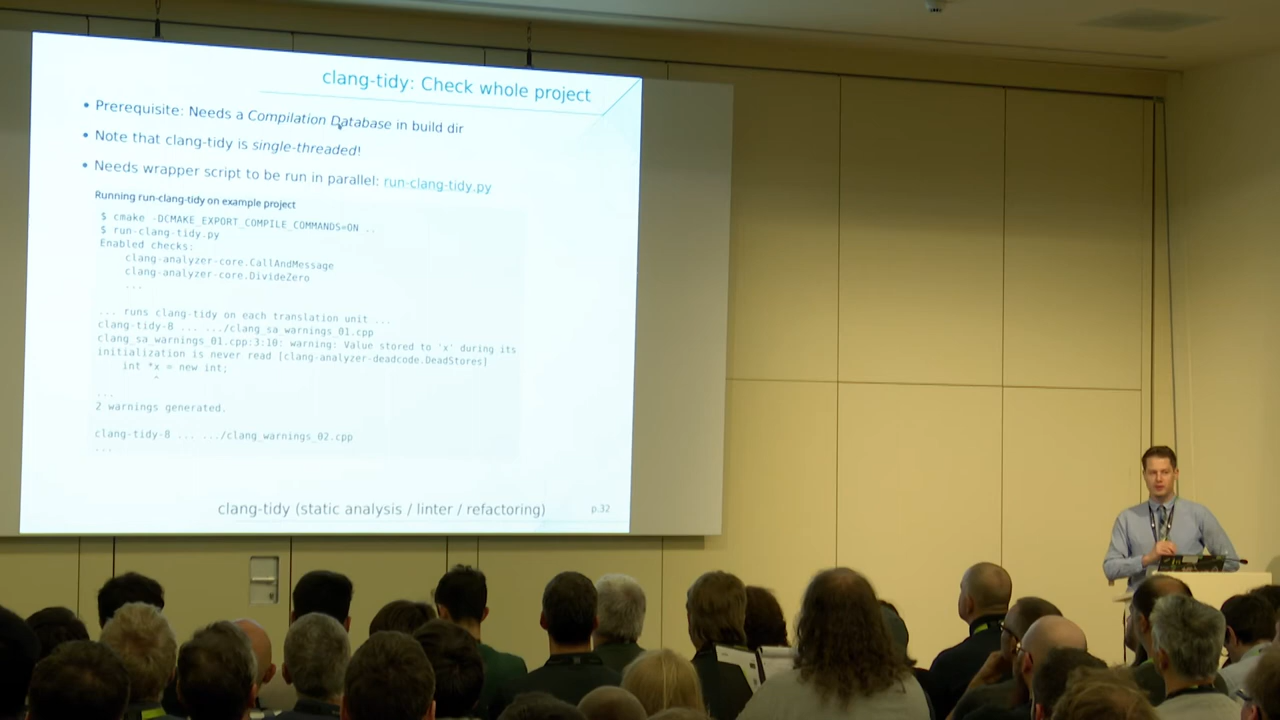 clang-tidy: Check whole project
• Prerequisite: Needs a Compilation Database in build dir
• Note that clang-tidy is single-threaded!
• Needs wrapper script to be run in parallel: run-clang-tidy.py
Running run-clang-tidy on example project
$ cmake -DCMAKE_EXPORT_COMPILE_COMMANDS=ON ..
$ run-clang-tidy.py
Enabled checks:
clang-analyzer-core.CallAndMessage
clang-analyzer-core.DivideZero
...
... runs clang-tidy on each translation unit ...
clang-tidy-8 ... .../clang_sa_warnings_01.cpp
clang_sa_warnings_01.cpp:3:10: warning: Value stored to 'x' during its
initialization is never read [clang-analyzer-deadcode.DeadStores]
int *x = new int;
^
...
2 warnings generated.
clang-tidy-8 ... .../clang_warnings_02.cpp
...
clang-tidy (static analysis / linter / refactoring)
p.32